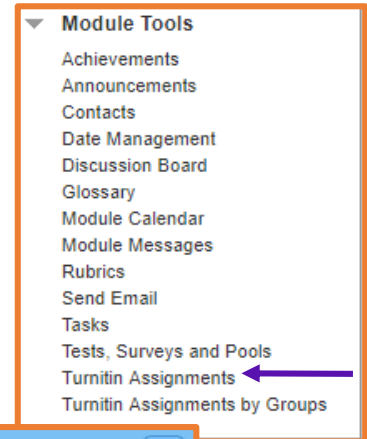 Module Tools
Achievements
Announcements
Contacts
Date Management
Discussion Board
Glossary
Module Calendar
Module Messages
Rubrics
Send Email
Tasks
Tests, Surveys and Pools
Turnitin Assignments
Turnitin Assignments by Groups